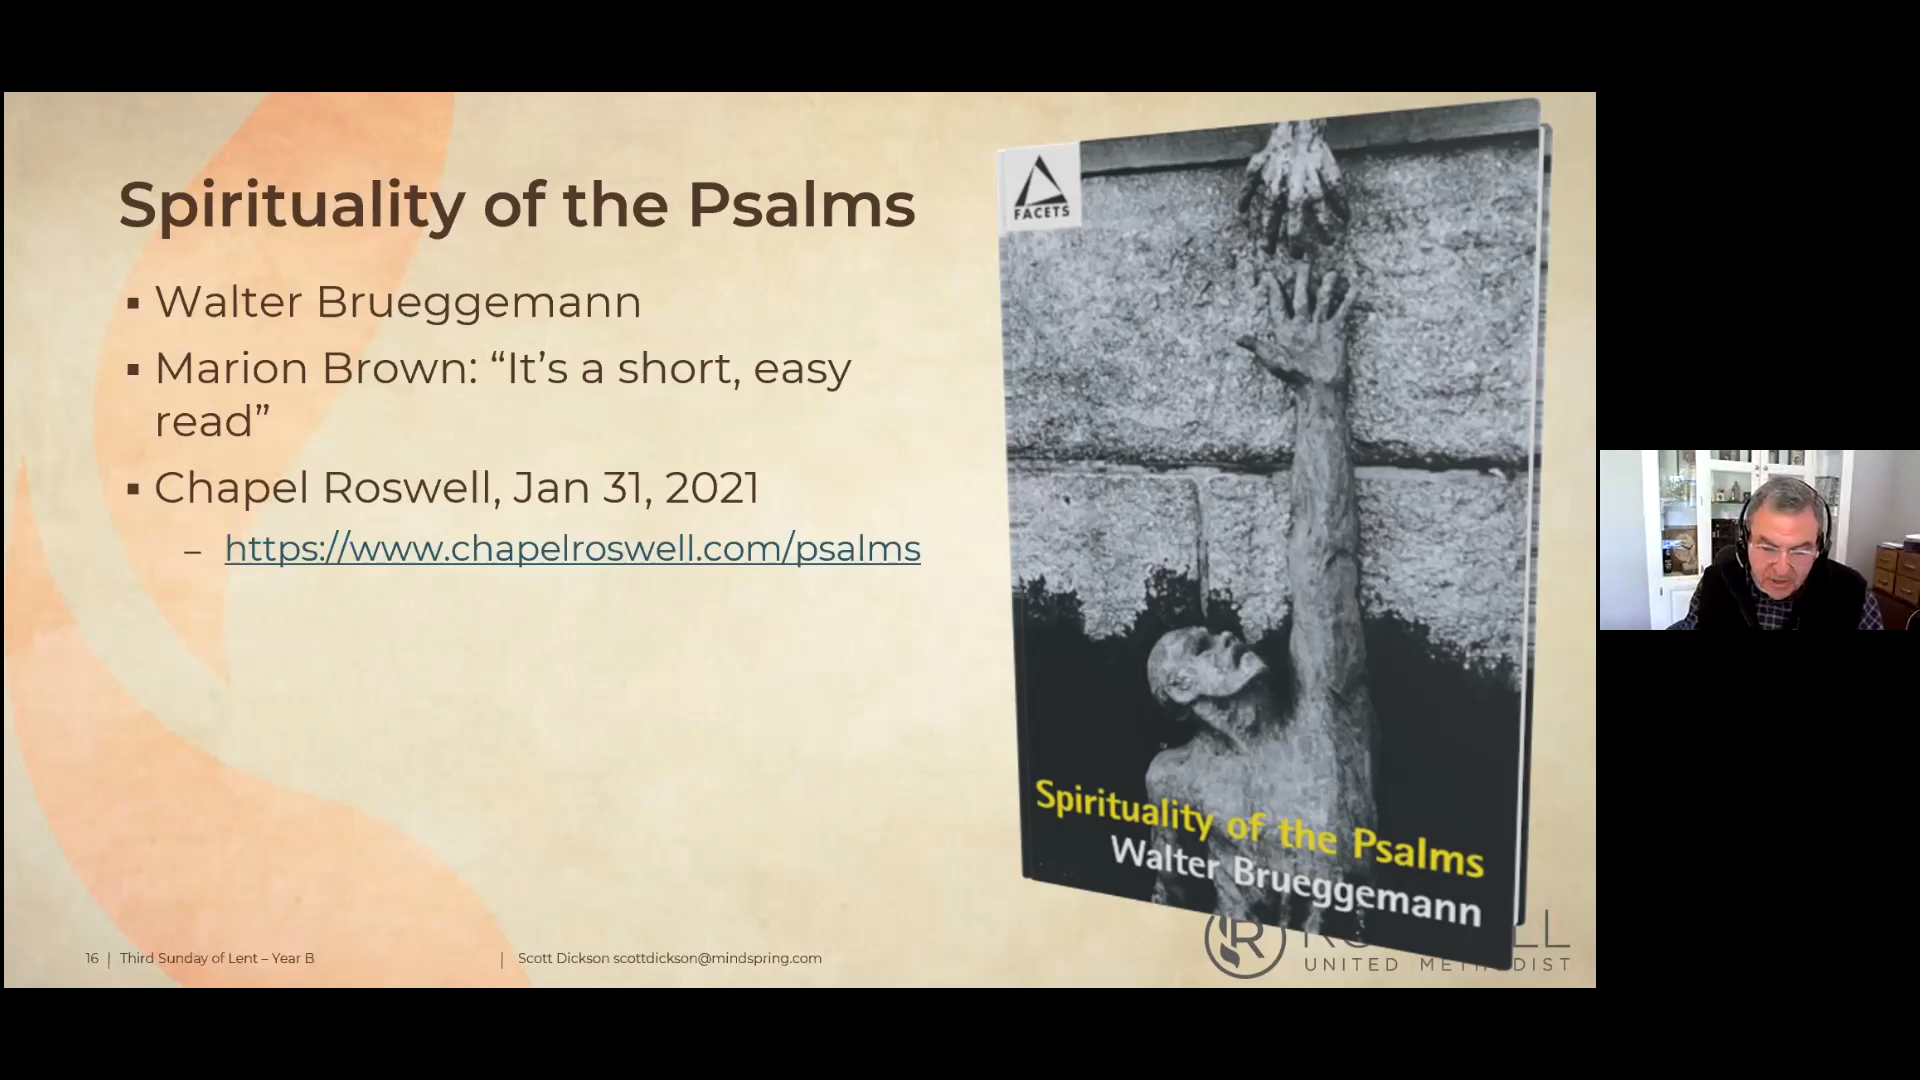 Spirituality of the Psalms
▪ Walter Brueggemann
▪ Marion Brown: “It’s a short, easy
read”
▪ Chapel Roswell, Jan 31, 2021
– https://www.chapelroswell.com/psalms
FACETS
Spirituality of the Psalms
Walter Brueggemann
16 | Third Sunday of Lent – Year B | Scott Dickson scottdickson@mindspring.com
UNITED